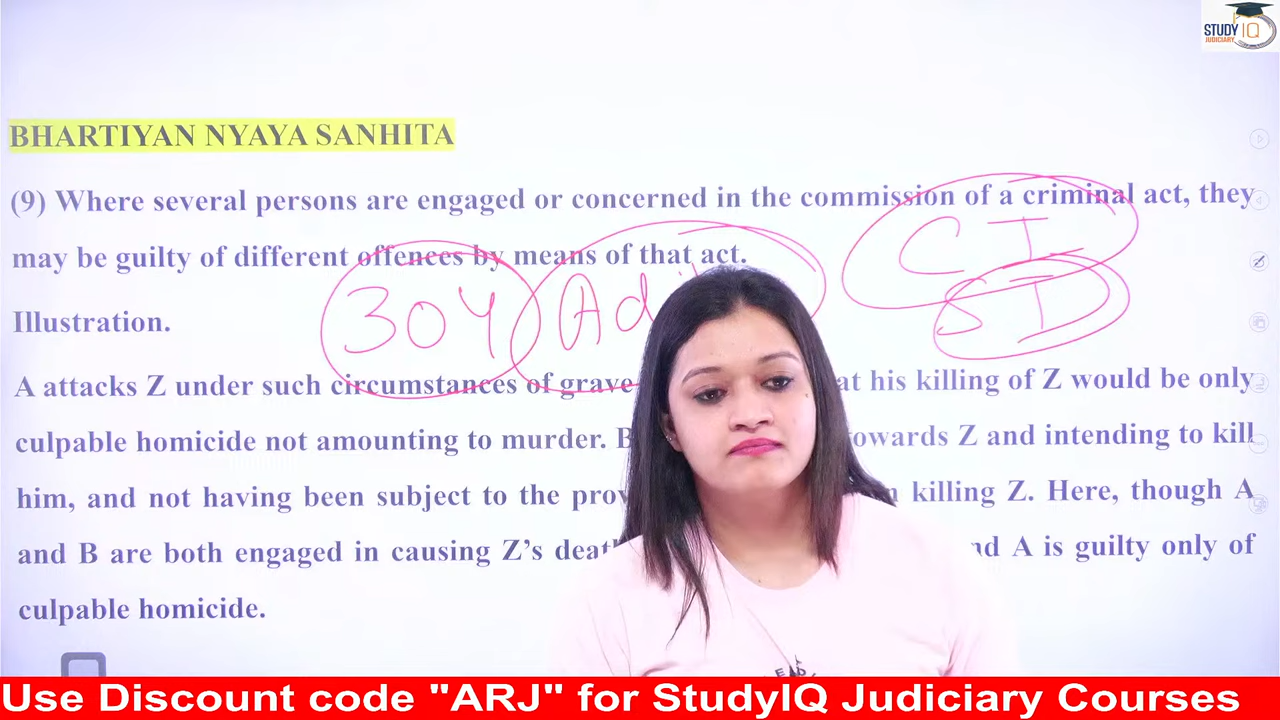 STUDY IQ
JUDICIARY
BHARTIYAN NYAYA SANHITA
(9) Where several persons are engaged or concerned in the commission of a criminal act, they
may be guilty of different offences by means of that act.
C I
S I
304
Illustration.
A attacks Z under such circumstances of grave at his killing of Z would be only
culpable homicide not amounting to murder. B towards Z and intending to kill
him, and not having been subject to the killing Z. Here, though A
and B are both engaged in causing Z's A is guilty only of
culpable homicide.
Use Discount code "ARJ" for StudyIQ Judiciary Courses